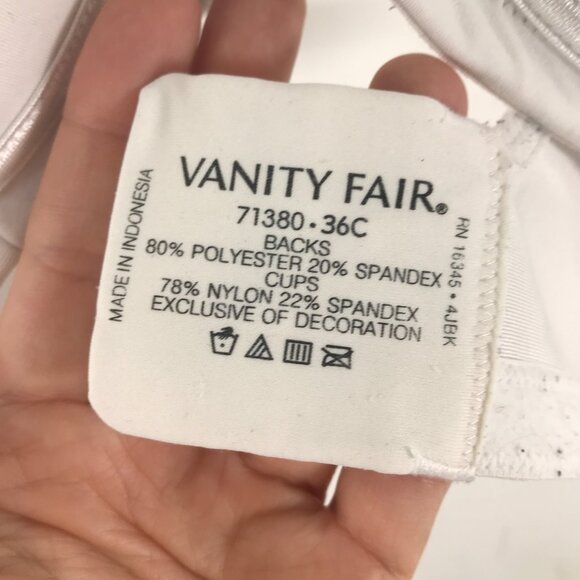 VANITY FAIR®
71380 • 36C
BACKS
80% POLYESTER 20% SPANDEX
CUPS
78% NYLON 22% SPANDEX
EXCLUSIVE OF DECORATION
MADE IN INDONESIA
HN 16345 • 4JBK